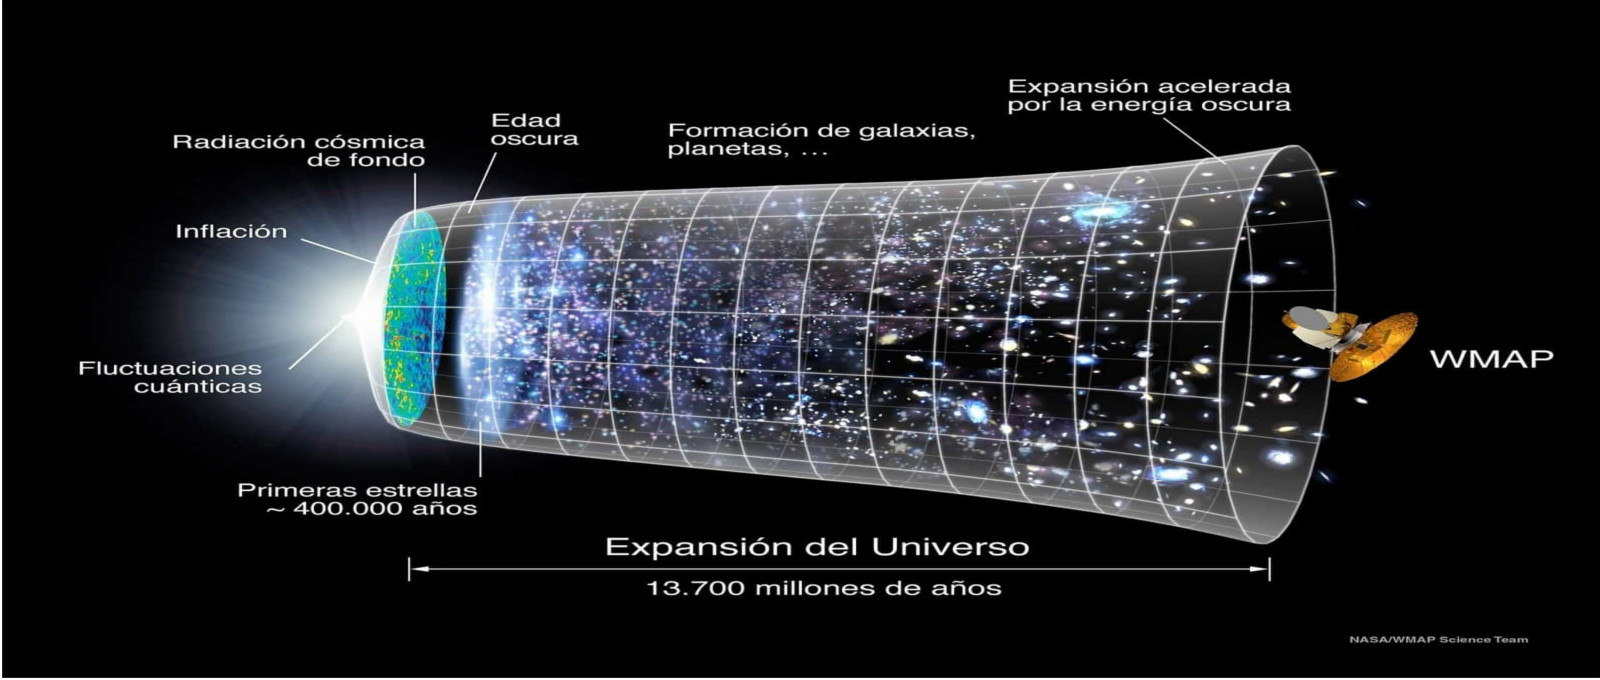 Expansión acelerada
por la energía oscura
Edad
oscura
Formación de galaxias,
planetas, ...
Radiación cósmica
de fondo
Inflación
Fluctuaciones
cuánticas
WMAP
Primeras estrellas
~ 400.000 años
Expansión del Universo
13.700 millones de años
NASA/WMAP Science Team